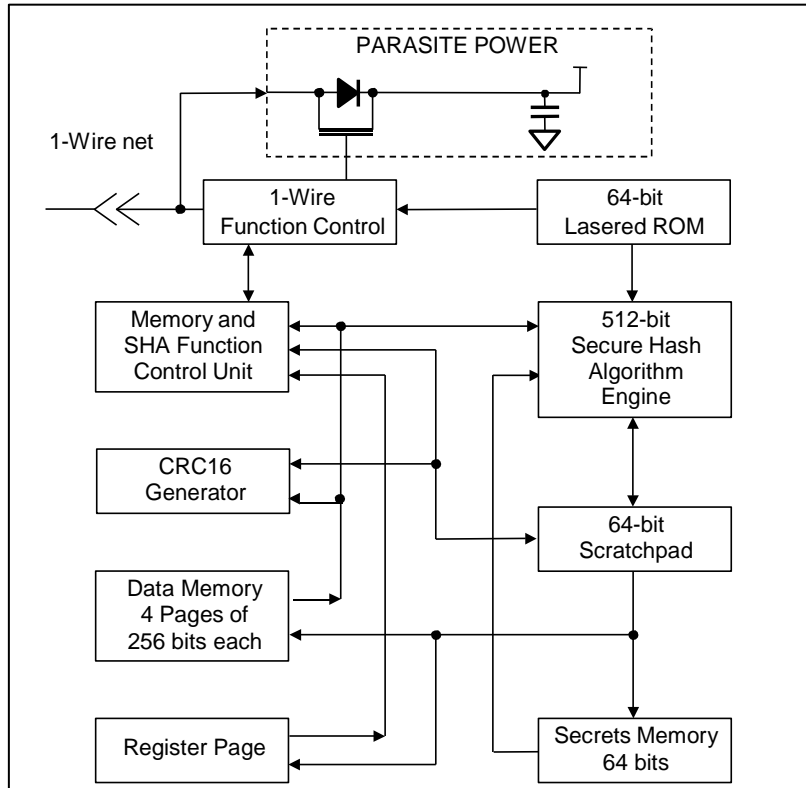 PARASITE POWER
1-Wire net
1-Wire
Function Control
64-bit
Lasered ROM
Memory and
SHA Function
Control Unit
512-bit
Secure Hash
Algorithm
Engine
CRC16
Generator
64-bit
Scratchpad
Data Memory
4 Pages of
256 bits each
Register Page
Secrets Memory
64 bits